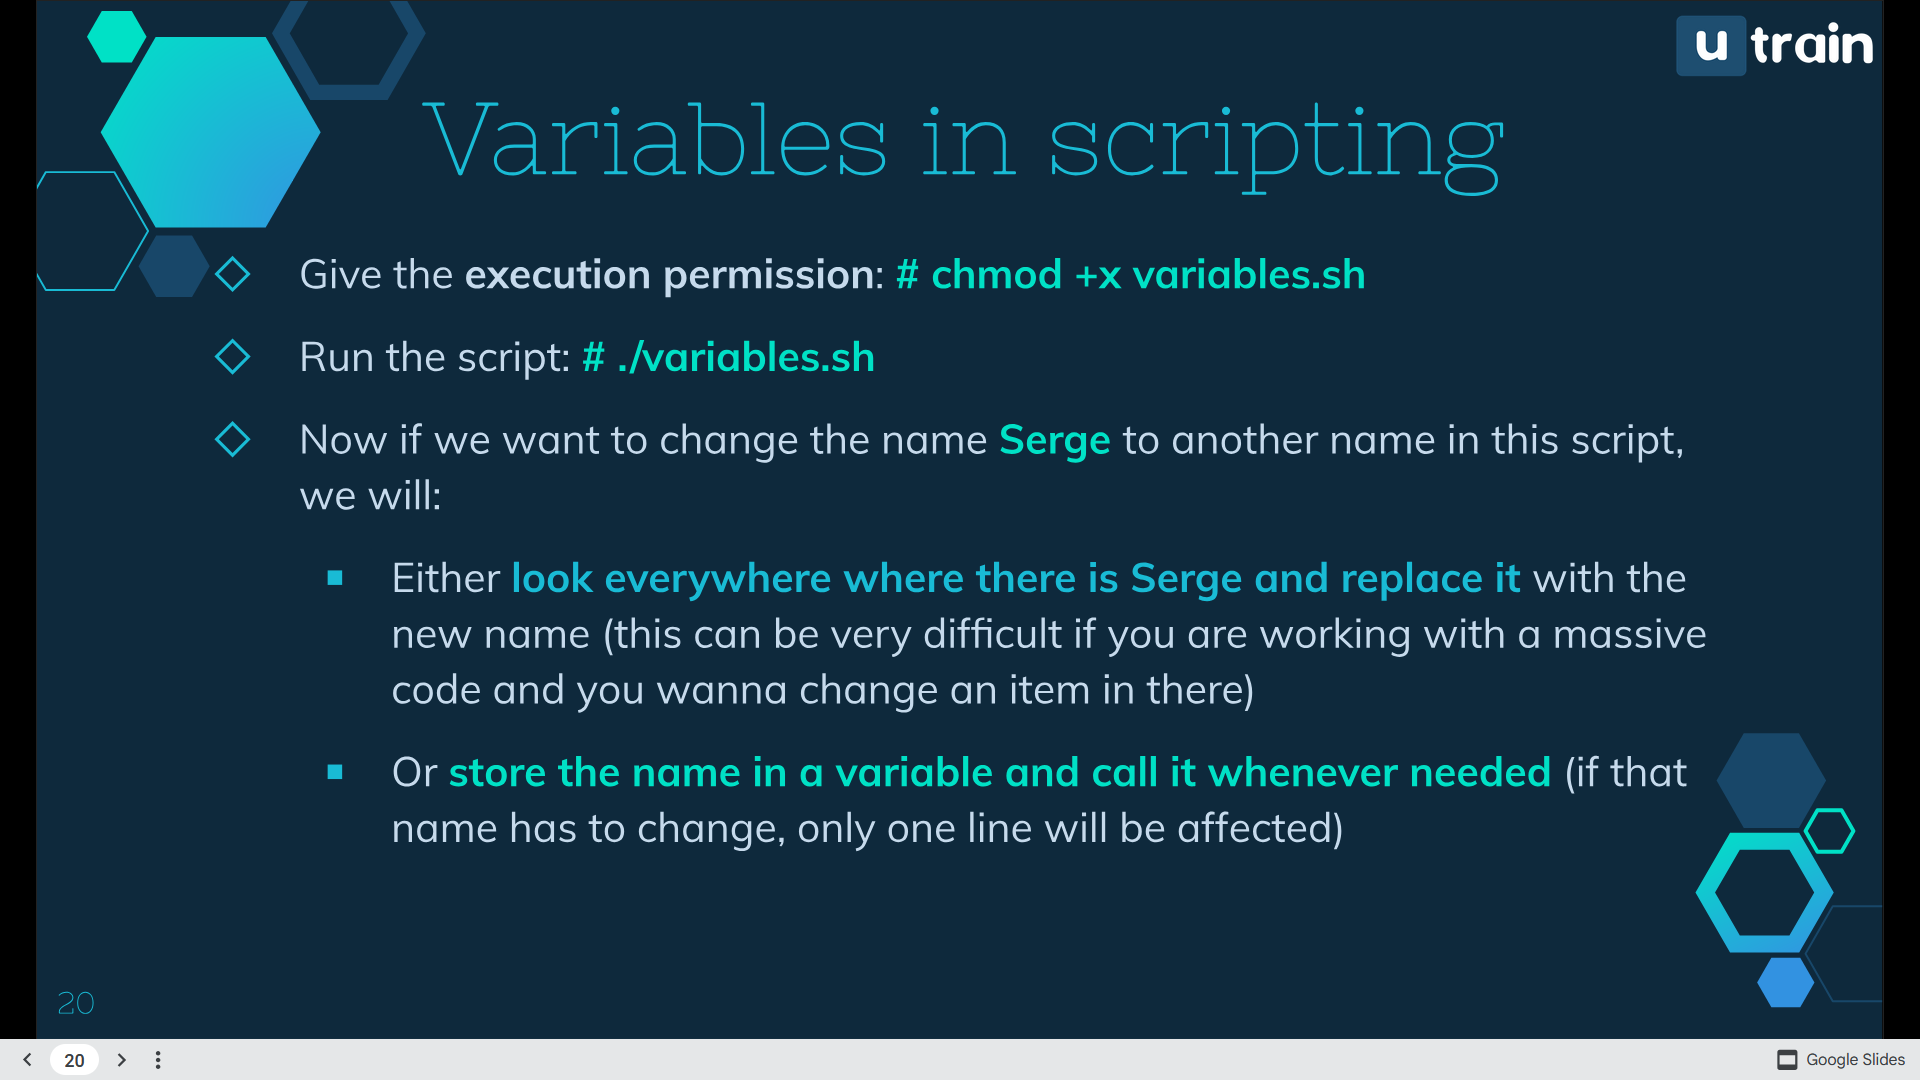 u train
Variables in scripting
Give the execution permission: # chmod +x variables.sh
Run the script: # ./variables.sh
Now if we want to change the name Serge to another name in this script,
we will:
Either look everywhere where there is Serge and replace it with the
new name (this can be very difficult if you are working with a massive
code and you wanna change an item in there)
Or store the name in a variable and call it whenever needed (if that
name has to change, only one line will be affected)
20
20
Google Slides